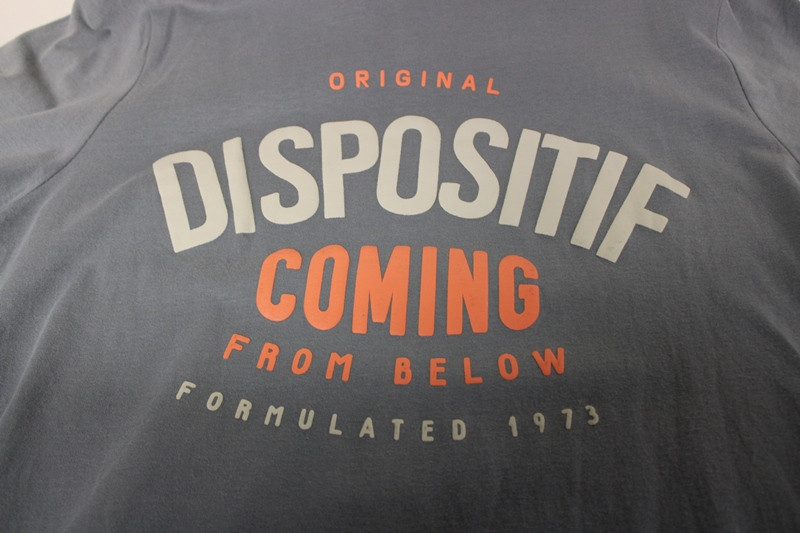 ORIGINAL
DISPOSITIF
COMING
FROM BELOW
FORMULATED 1973